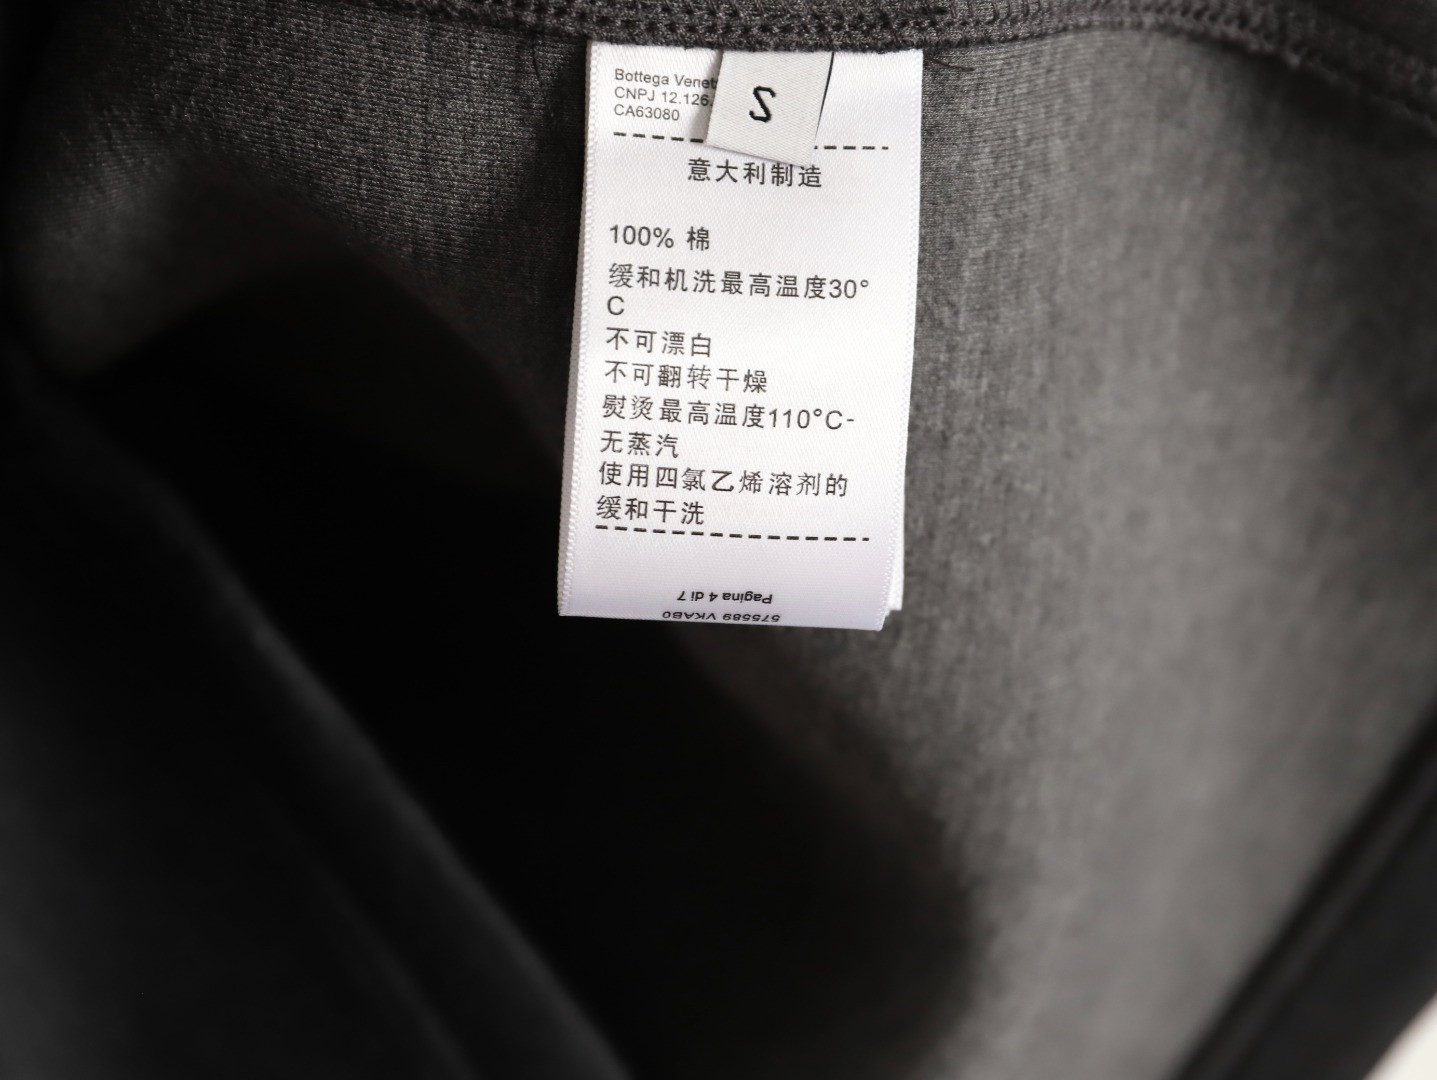 Bottega Venet
CNPJ 12.126.
CA63080
S
意大利制造
100% 棉
缓和机洗最高温度30°
C
不可漂白
不可翻转干燥
熨烫最高温度110°C-
无蒸汽
使用四氯乙烯溶剂的
缓和干洗
Pagina 4 di 7
575589 VKAB0